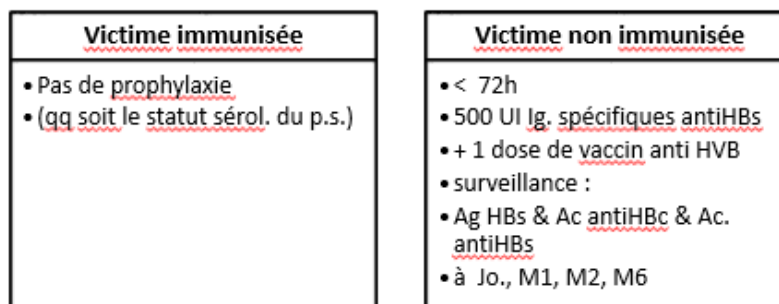 Victime immunisée
• Pas de prophylaxie
• (qq soit le statut sérol. du p.s.)
Victime non immunisée
• < 72h
• 500 UI Ig. spécifiques antiHBs
• + 1 dose de vaccin anti HVB
• surveillance :
• Ag HBs & Ac antiHBc & Ac.
antiHBs
• à Jo., M1, M2, M6